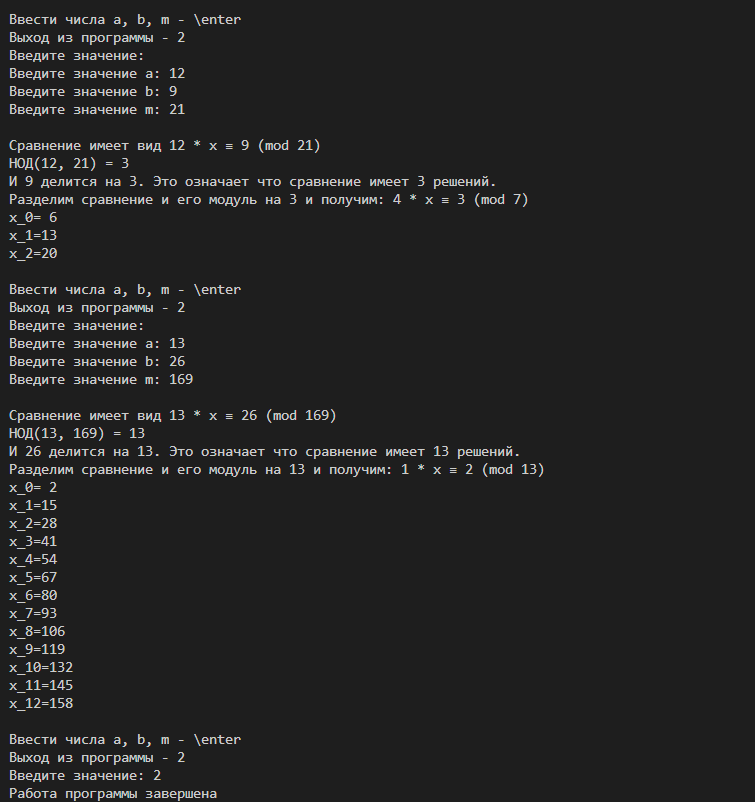 Ввести числа a, b, m - \enter
Выход из программы - 2
Введите значение:
Введите значение a: 12
Введите значение b: 9
Введите значение m: 21
Сравнение имеет вид 12 * x ≡ 9 (mod 21)
НОД(12, 21) = 3
И 9 делится на 3. Это означает что сравнение имеет 3 решений.
Разделим сравнение и его модуль на 3 и получим: 4 * x ≡ 3 (mod 7)
x_0= 6
x_1=13
x_2=20
Ввести числа a, b, m - \enter
Выход из программы - 2
Введите значение:
Введите значение a: 13
Введите значение b: 26
Введите значение m: 169
Сравнение имеет вид 13 * x ≡ 26 (mod 169)
НОД(13, 169) = 13
И 26 делится на 13. Это означает что сравнение имеет 13 решений.
Разделим сравнение и его модуль на 13 и получим: 1 * x ≡ 2 (mod 13)
x_0= 2
x_1=15
x_2=28
x_3=41
x_4=54
x_5=67
x_6=80
x_7=93
x_8=106
x_9=119
x_10=132
x_11=145
x_12=158
Ввести числа a, b, m - \enter
Выход из программы - 2
Введите значение: 2
Работа программы завершена